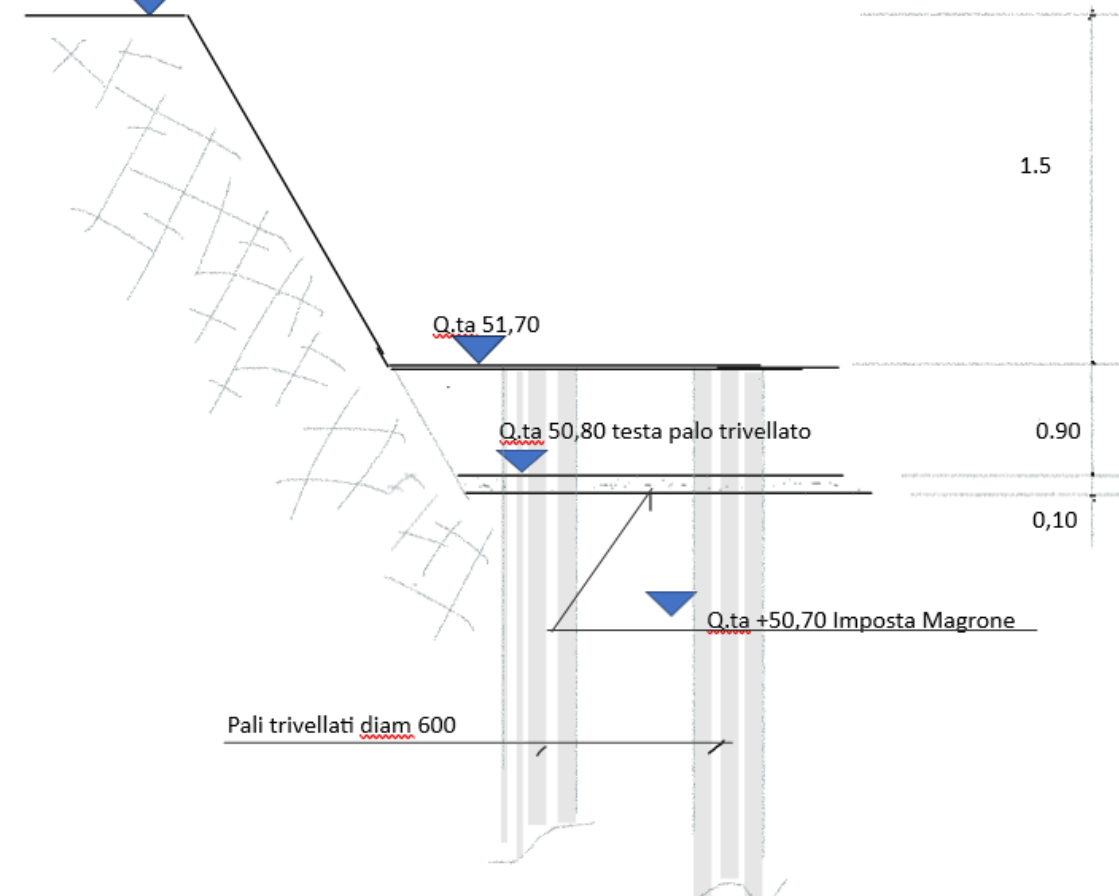 1.5
Q.ta 51,70
Q.ta 50,80 testa palo trivellato
0.90
0,10
Q.ta +50,70 Imposta Magrone
Pali trivellati diam 600